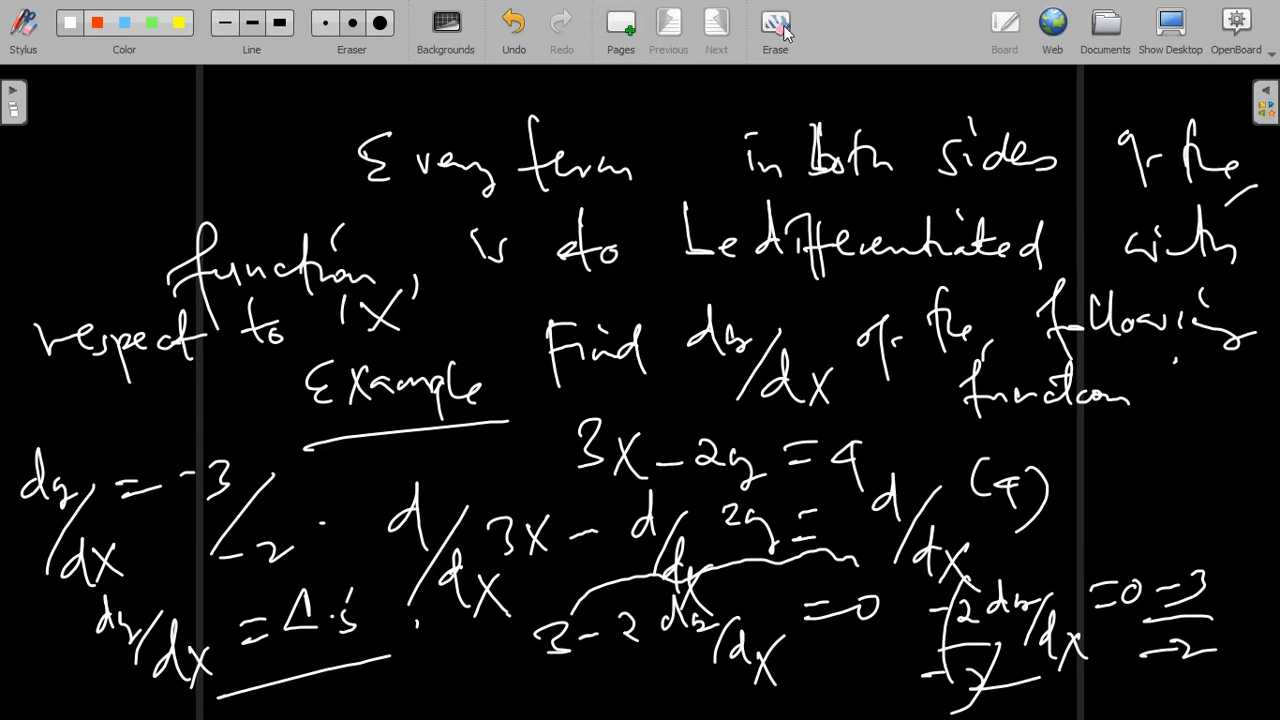 Stylus Color Line Eraser Backgrounds Undo Redo Pages Previous Next Erase Board Web Documents Show Desktop OpenBoard
Every term in both sides of the
function, is to be differentiated with
respect to 'X'
Example Find dy/dx of the following
function
3x - 2y = 4
d/dx 3x - d/dx 2y = d/dx (4)
3 - 2 dy/dx = 0
-2 dy/dx = 0 - 3
-2 -2
dy/dx = -3/-2
dy/dx = 1.5